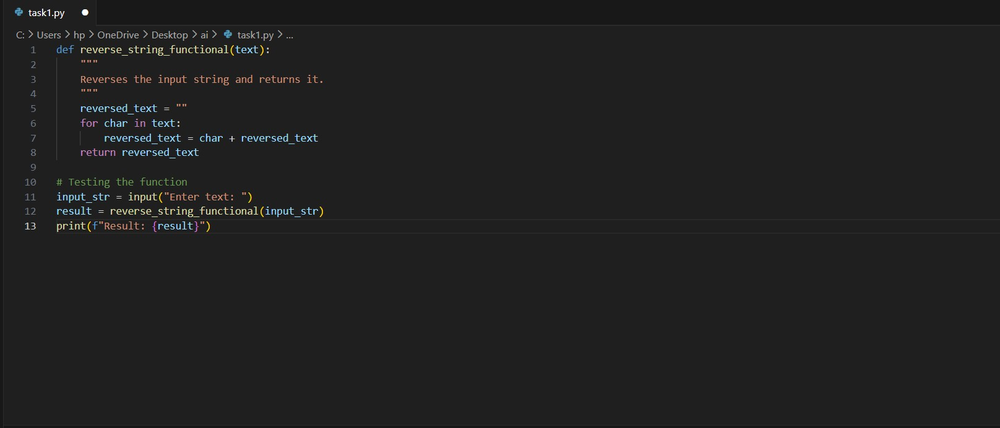 task1.py
C: > Users > hp > OneDrive > Desktop > ai > task1.py > ...
1 def reverse_string_functional(text):
2     """
3     Reverses the input string and returns it.
4     """
5     reversed_text = ""
6     for char in text:
7         reversed_text = char + reversed_text
8     return reversed_text
9
10 # Testing the function
11 input_str = input("Enter text: ")
12 result = reverse_string_functional(input_str)
13 print(f"Result: {result}")